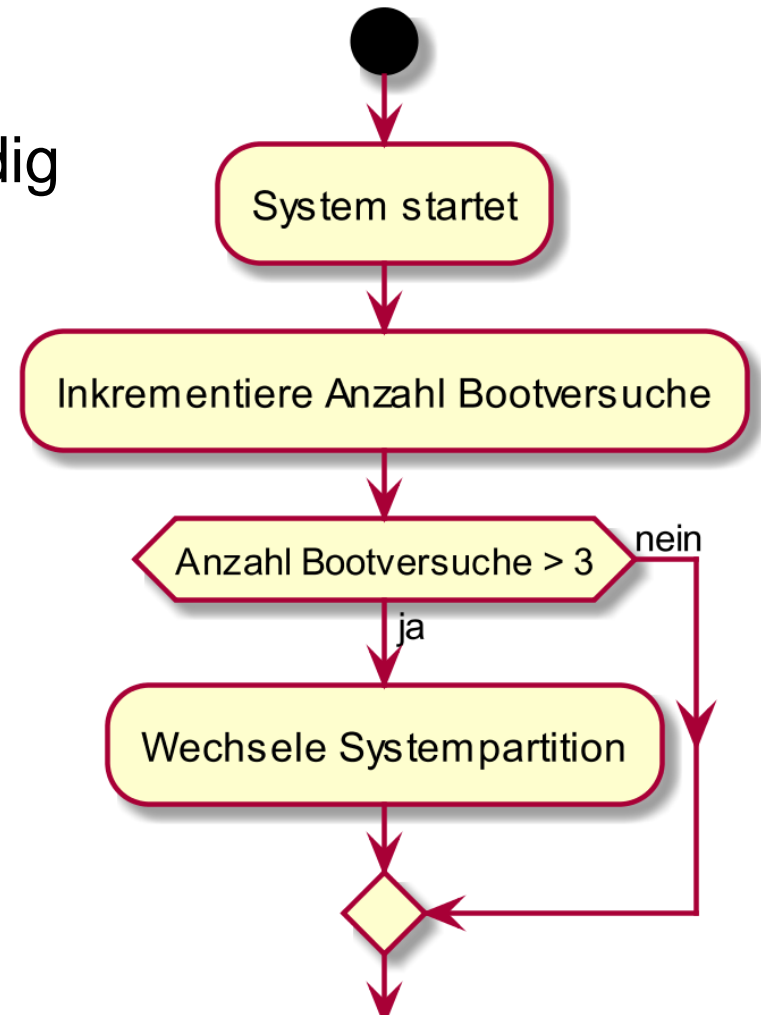 dig
System startet
Inkrementiere Anzahl Bootversuche
Anzahl Bootversuche > 3
nein
ja
Wechsele Systempartition